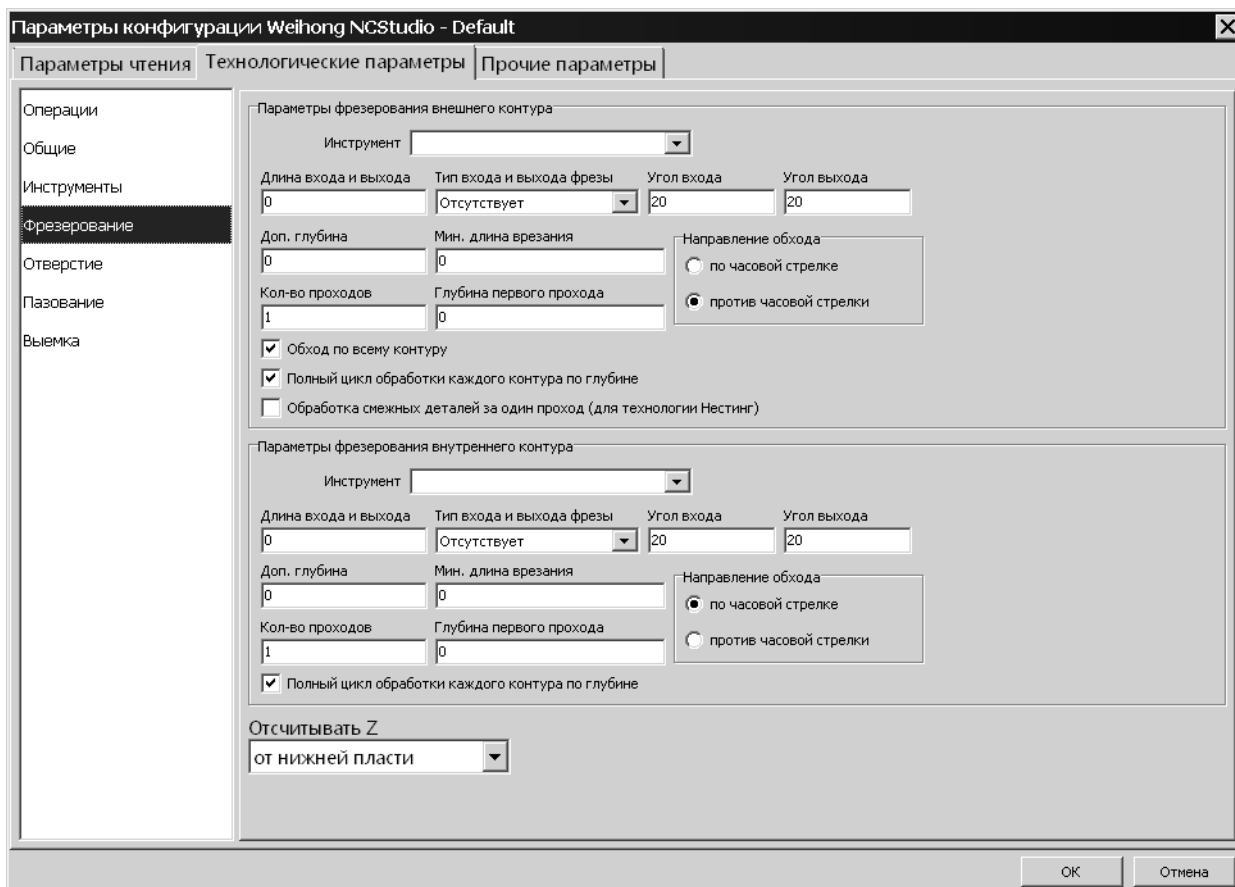 Параметры конфигурации Weihong NCStudio - Default
Параметры чтения Технологические параметры Прочие параметры
Операции
Общие
Инструменты
Фрезерование
Отверстие
Пазование
Выемка
Параметры фрезерования внешнего контура
Инструмент
Длина входа и выхода Тип входа и выхода фрезы Угол входа Угол выхода
0 Отсутствует 20 20
Доп. глубина Мин. длина врезания Направление обхода
0 0 по часовой стрелке
Кол-во проходов Глубина первого прохода против часовой стрелки
1 0
Обход по всему контуру
Полный цикл обработки каждого контура по глубине
Обработка смежных деталей за один проход (для технологии Нестинг)
Параметры фрезерования внутреннего контура
Инструмент
Длина входа и выхода Тип входа и выхода фрезы Угол входа Угол выхода
0 Отсутствует 20 20
Доп. глубина Мин. длина врезания Направление обхода
0 0 по часовой стрелке
Кол-во проходов Глубина первого прохода против часовой стрелки
1 0
Полный цикл обработки каждого контура по глубине
Отсчитывать Z
от нижней пласти
ОК Отмена